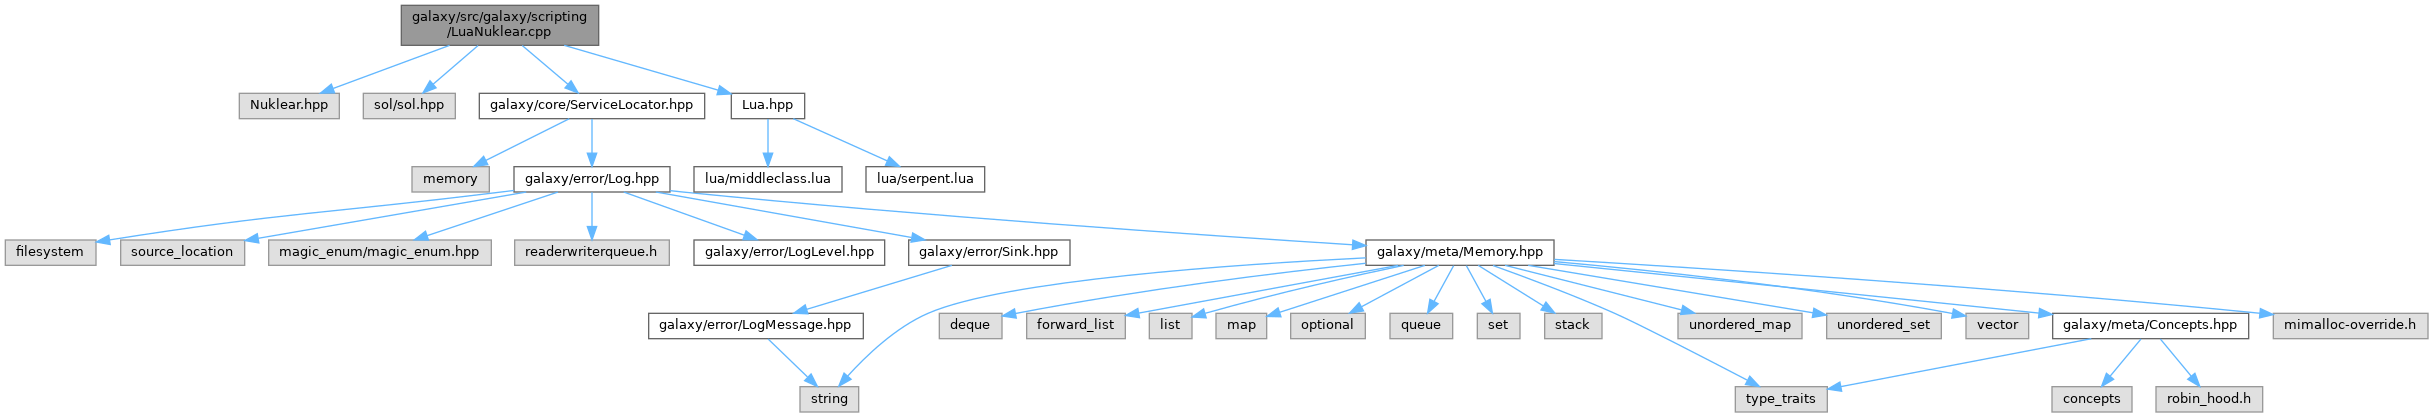 galaxy/src/galaxy/scripting
/LuaNuklear.cpp
Nuklear.hpp
sol/sol.hpp
galaxy/core/ServiceLocator.hpp
Lua.hpp
memory
galaxy/error/Log.hpp
lua/middleclass.lua
lua/serpent.lua
filesystem
source_location
magic_enum/magic_enum.hpp
readerwriterqueue.h
galaxy/error/LogLevel.hpp
galaxy/error/Sink.hpp
galaxy/meta/Memory.hpp
galaxy/error/LogMessage.hpp
deque
forward_list
list
map
optional
queue
set
stack
unordered_map
unordered_set
vector
galaxy/meta/Concepts.hpp
mimalloc-override.h
string
type_traits
concepts
robin_hood.h